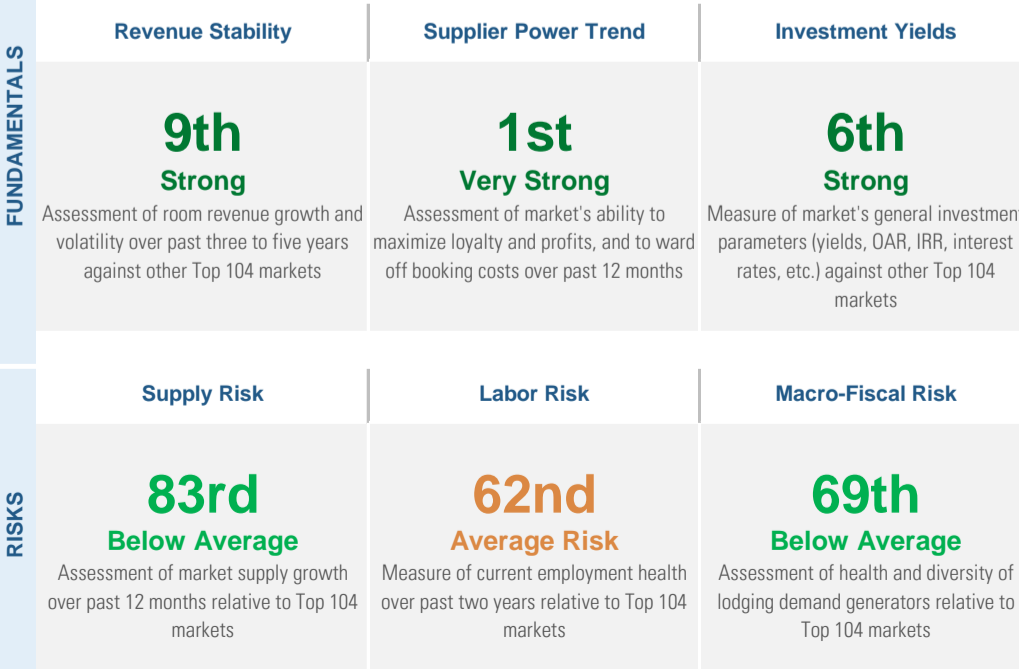 FUNDAMENTALS
Revenue Stability
9th
Strong
Assessment of room revenue growth and
volatility over past three to five years
against other Top 104 markets
Supplier Power Trend
1st
Very Strong
Assessment of market's ability to
maximize loyalty and profits, and to ward
off booking costs over past 12 months
Investment Yields
6th
Strong
Measure of market's general investment
parameters (yields, OAR, IRR, interest
rates, etc.) against other Top 104
markets
RISKS
Supply Risk
83rd
Below Average
Assessment of market supply growth
over past 12 months relative to Top 104
markets
Labor Risk
62nd
Average Risk
Measure of current employment health
over past two years relative to Top 104
markets
Macro-Fiscal Risk
69th
Below Average
Assessment of health and diversity of
lodging demand generators relative to
Top 104 markets